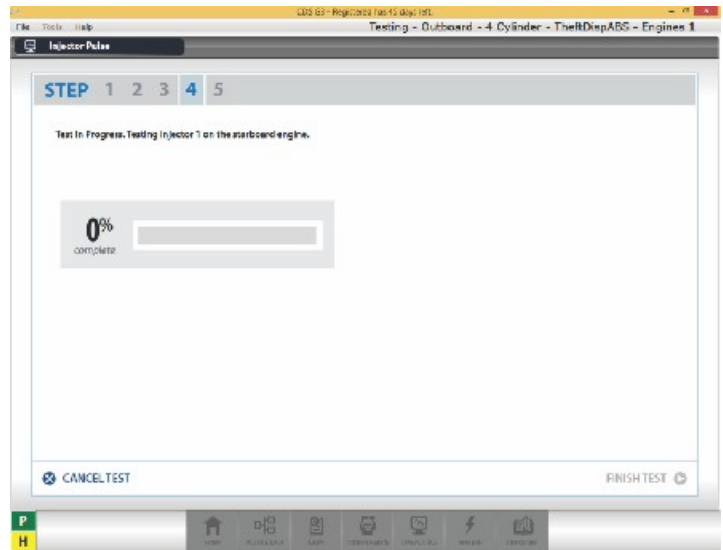 CDS G3 - Registered has 45 days left.
File Tools Help
Testing - Outboard - 4 Cylinder - TheftDispABS - Engines 1
Injector Pulse
STEP 1 2 3 4 5
Test In Progress. Testing Injector 1 on the starboard engine.
0%
complete
CANCEL TEST
FINISH TEST
P
H
HOME